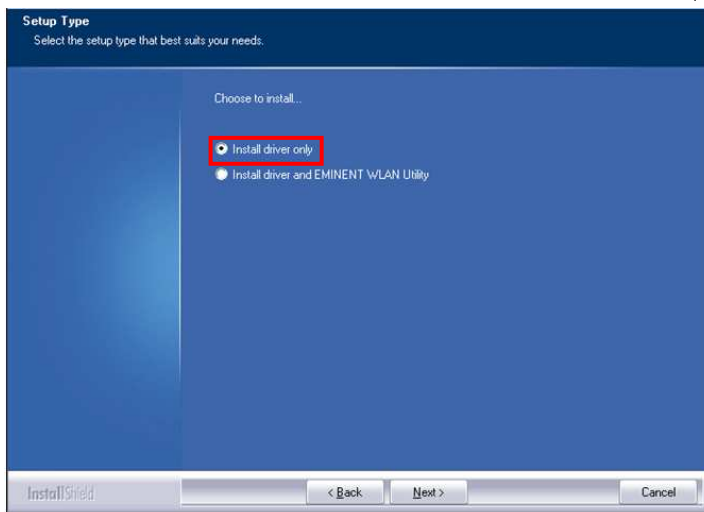 Setup Type
Select the setup type that best suits your needs.
Choose to install...
Install driver only
Install driver and EMINENT WLAN Utility
InstallShield
< Back
Next >
Cancel